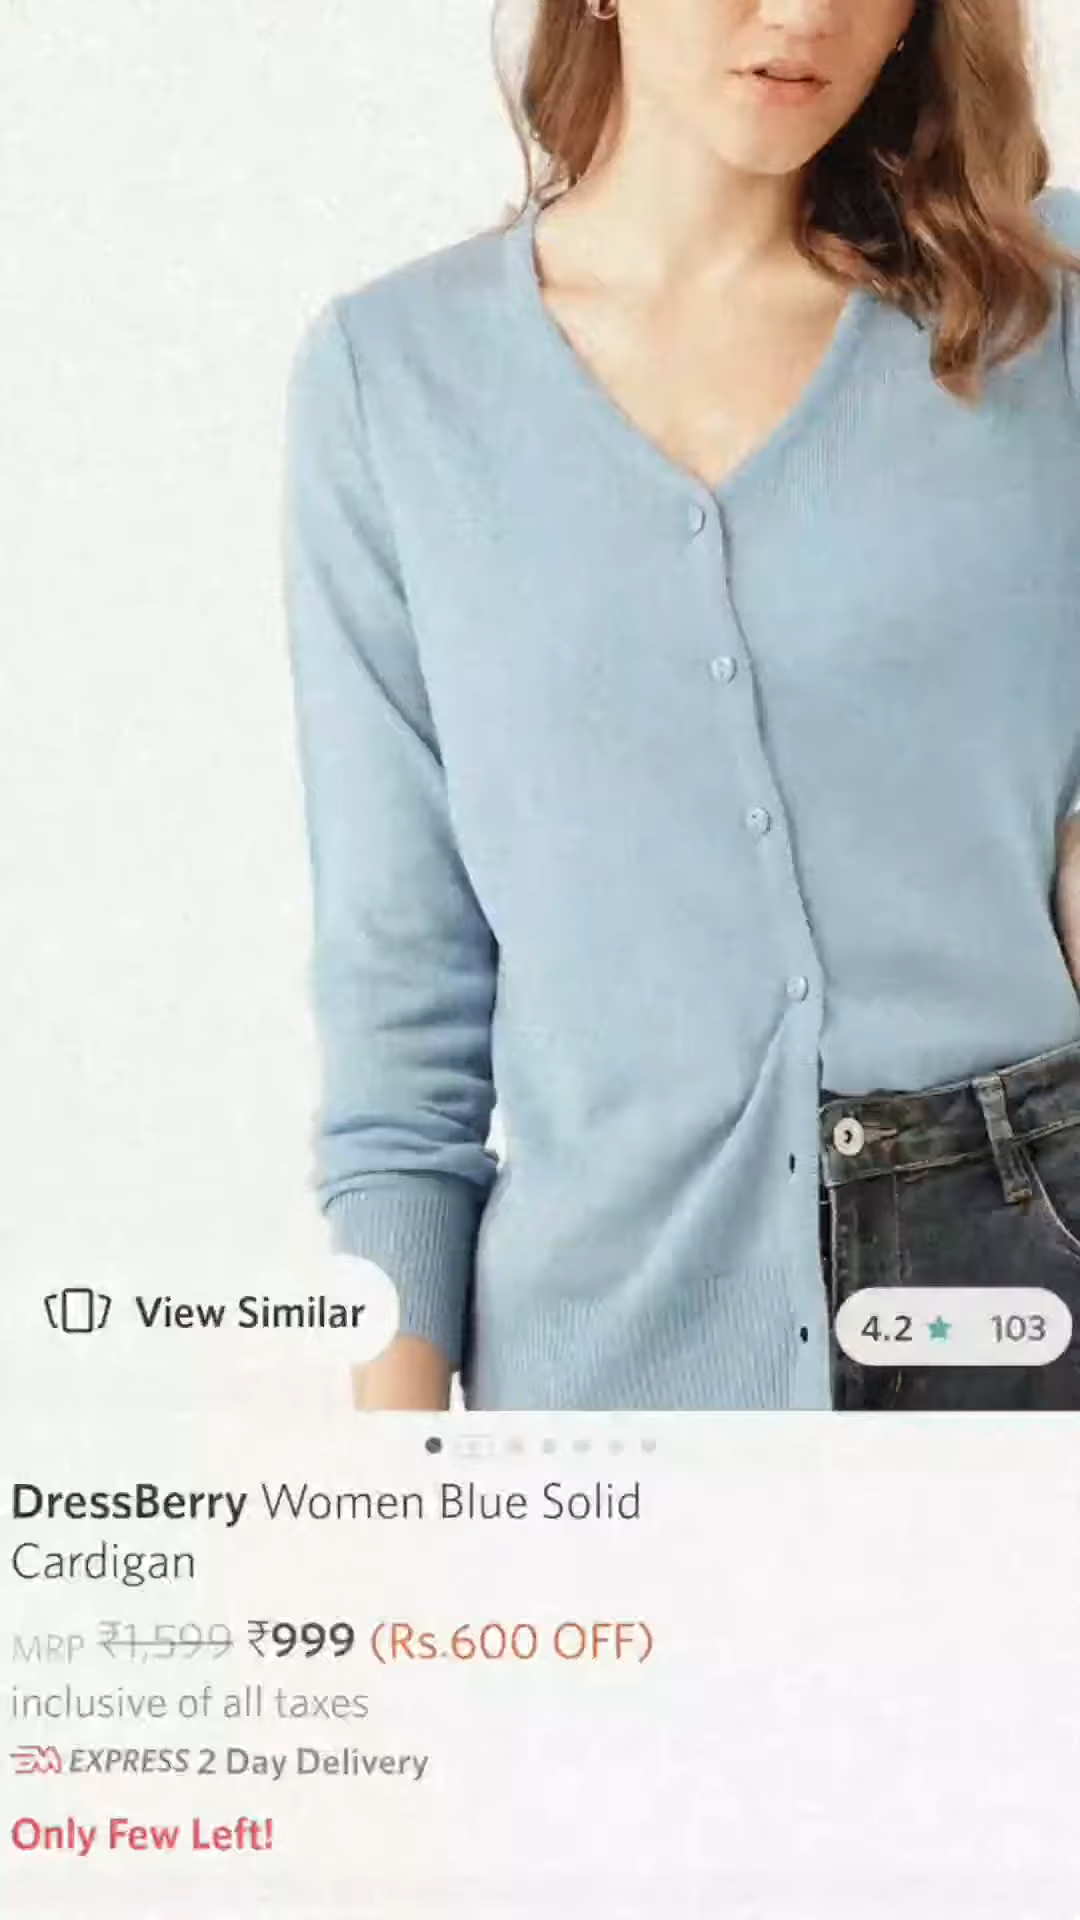 View Similar
4.2 ★ 103
DressBerry Women Blue Solid
Cardigan
MRP ₹1,599 ₹999 (Rs.600 OFF)
inclusive of all taxes
EXPRESS 2 Day Delivery
Only Few Left!